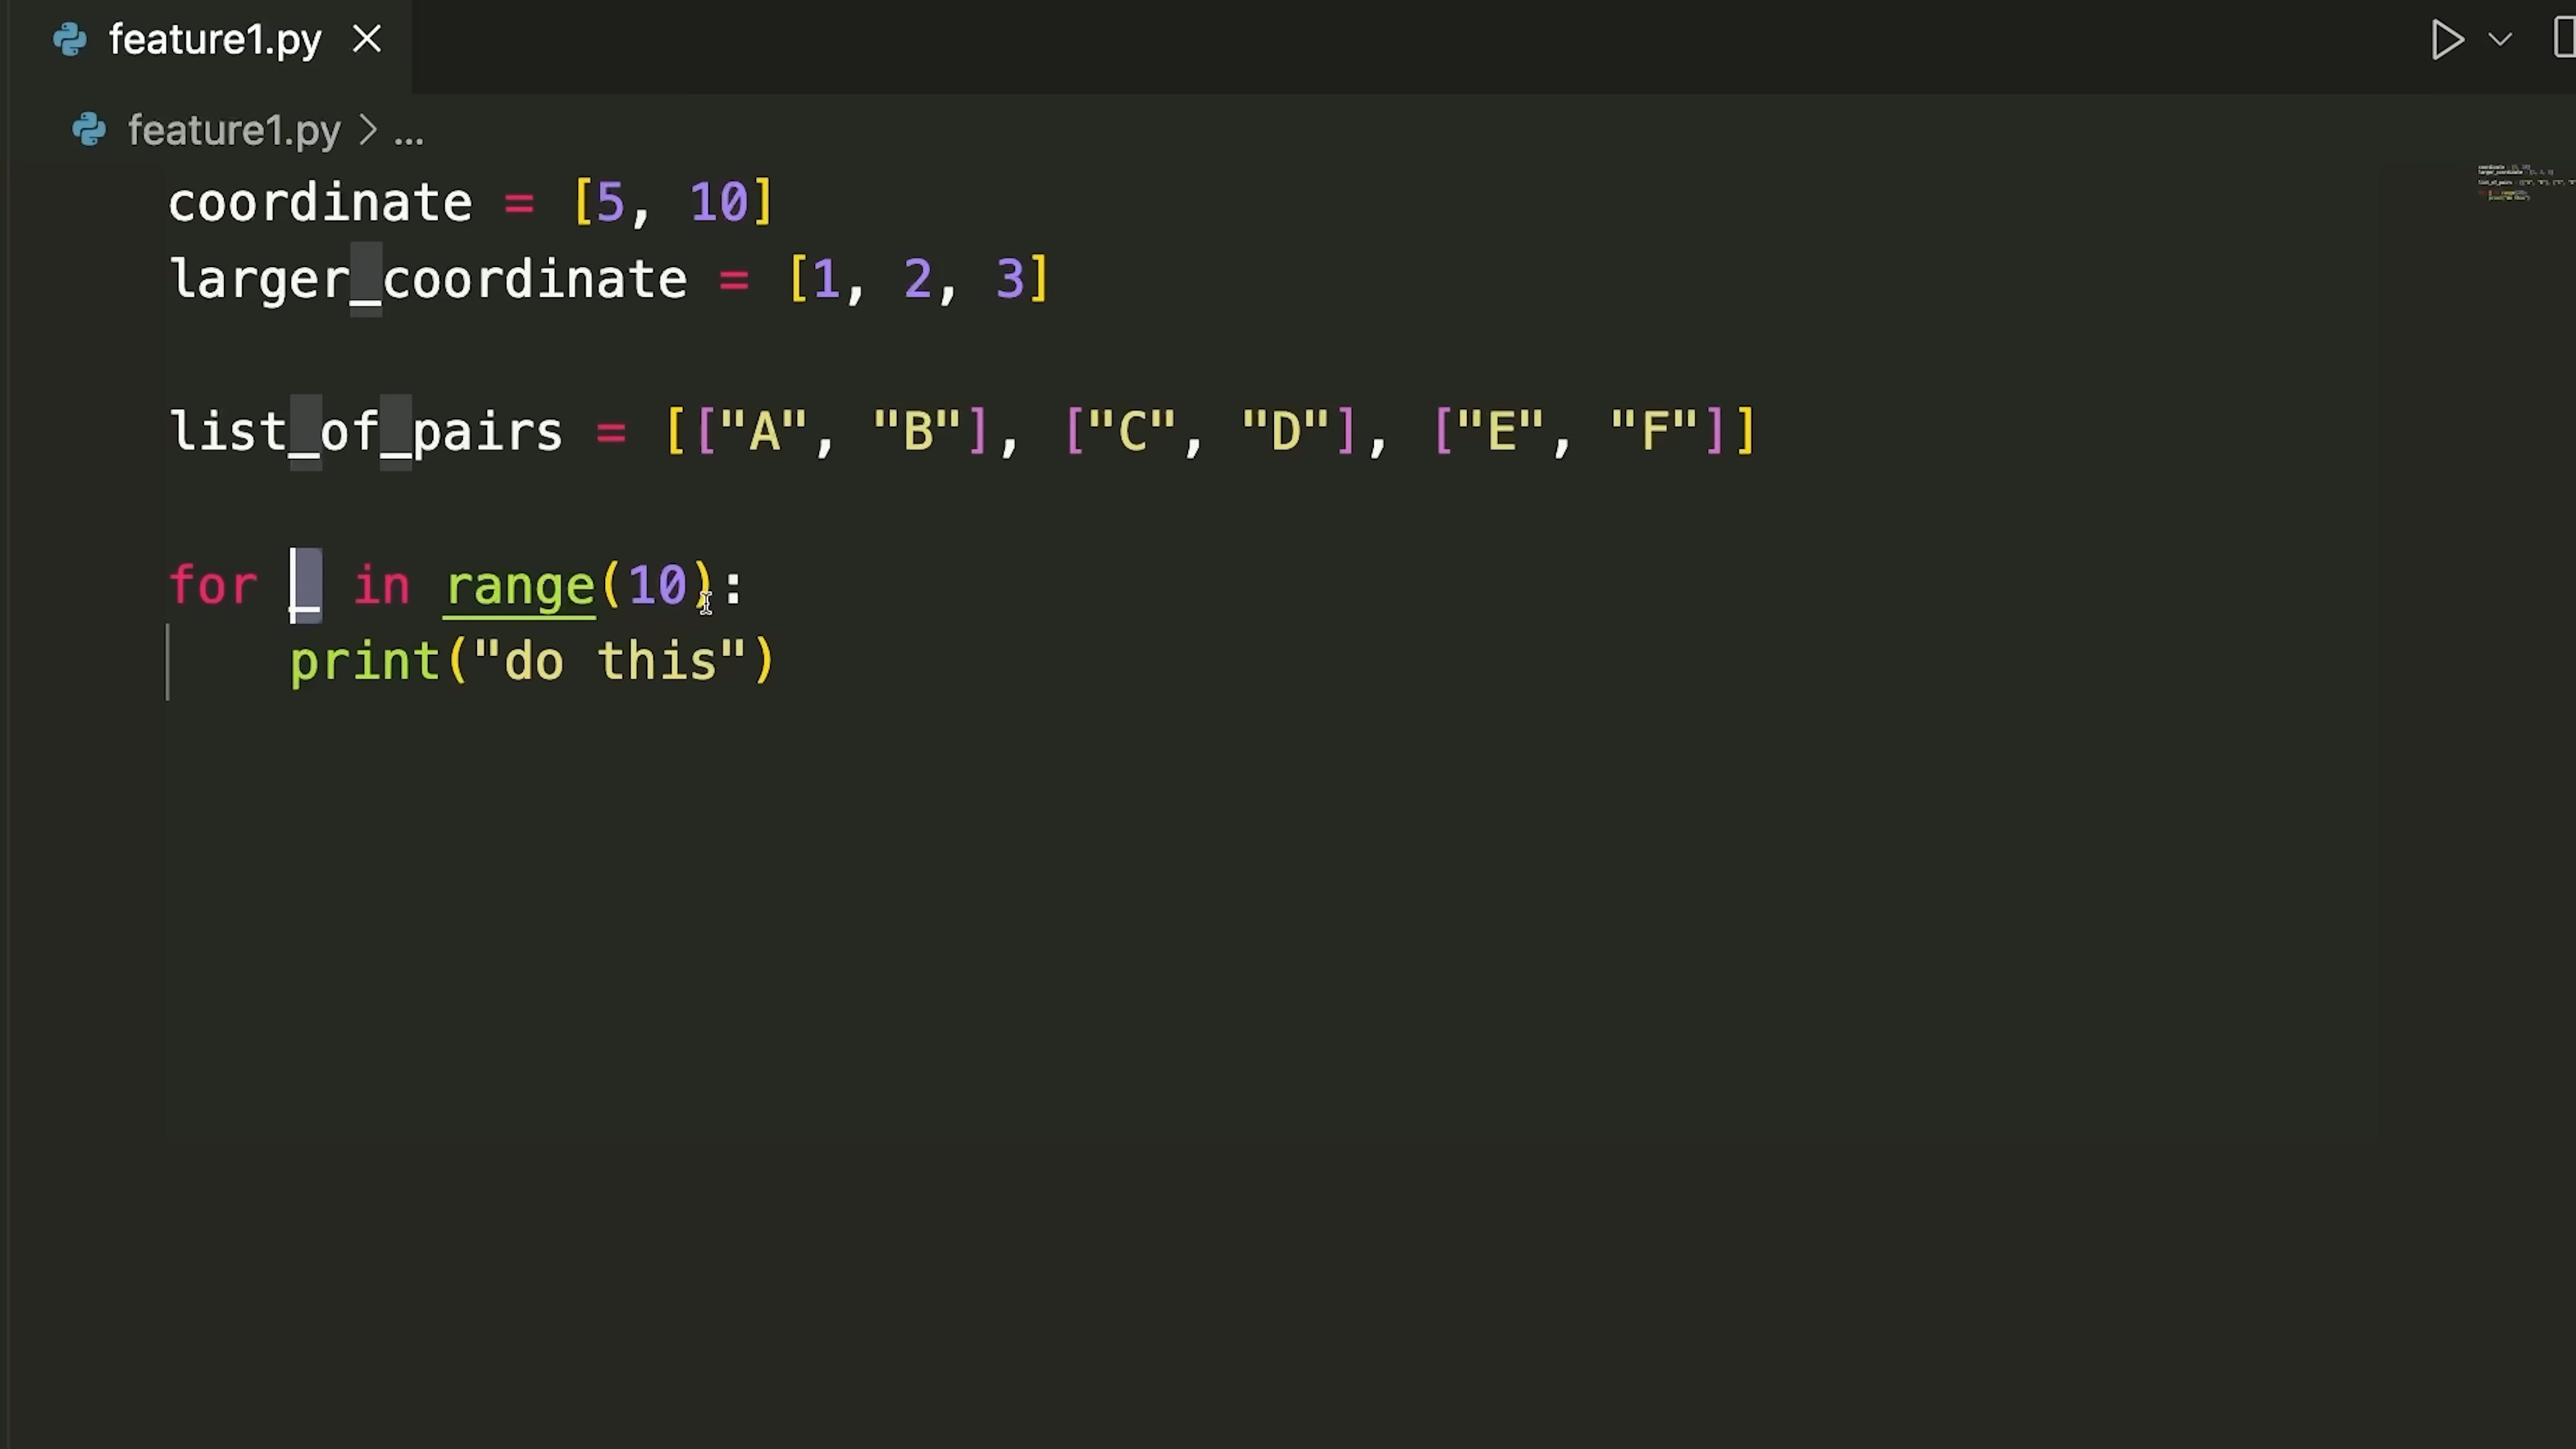 feature1.py
feature1.py > ...
coordinate = [5, 10]
larger_coordinate = [1, 2, 3]
list_of_pairs = [["A", "B"], ["C", "D"], ["E", "F"]]
for _ in range(10):
    print("do this")